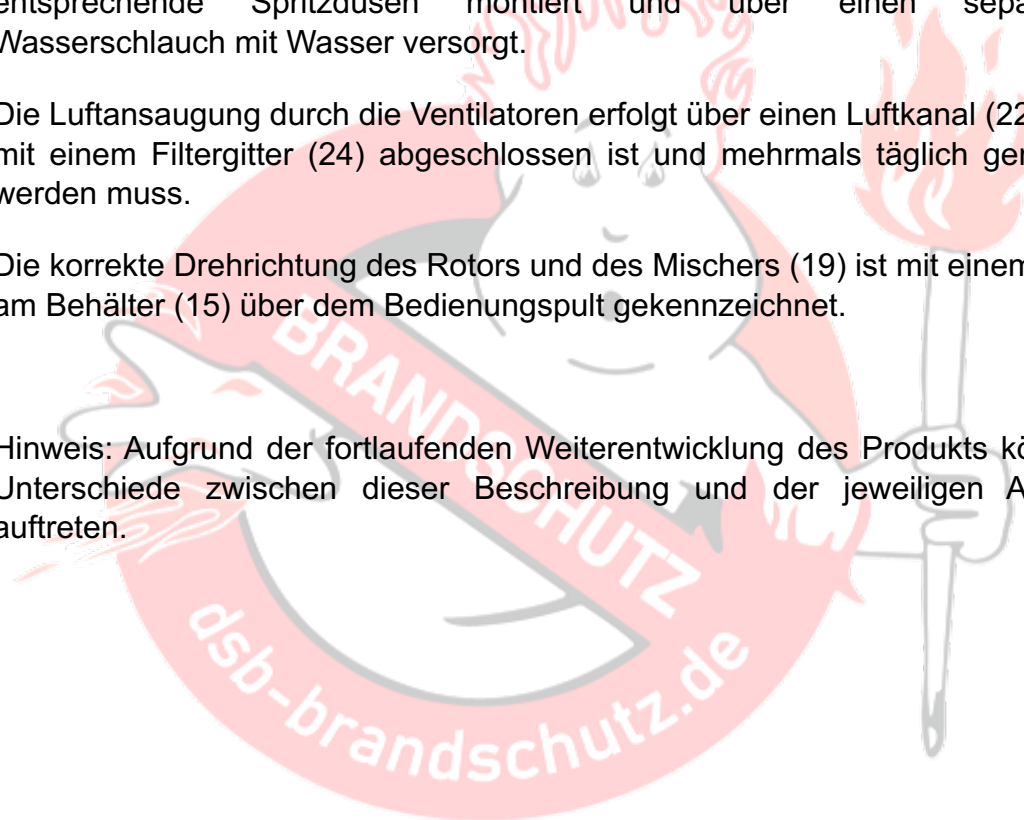 entsprechende Spritzdüsen montiert und über einen sepa
Wasserschlauch mit Wasser versorgt.
Die Luftansaugung durch die Ventilatoren erfolgt über einen Luftkanal (22
mit einem Filtergitter (24) abgeschlossen ist und mehrmals täglich ger
werden muss.
Die korrekte Drehrichtung des Rotors und des Mischers (19) ist mit einem
am Behälter (15) über dem Bedienungspult gekennzeichnet.
Hinweis: Aufgrund der fortlaufenden Weiterentwicklung des Produkts kö
Unterschiede zwischen dieser Beschreibung und der jeweiligen A
auftreten.
BRANDSCHUTZ
dsb-brandschutz.de